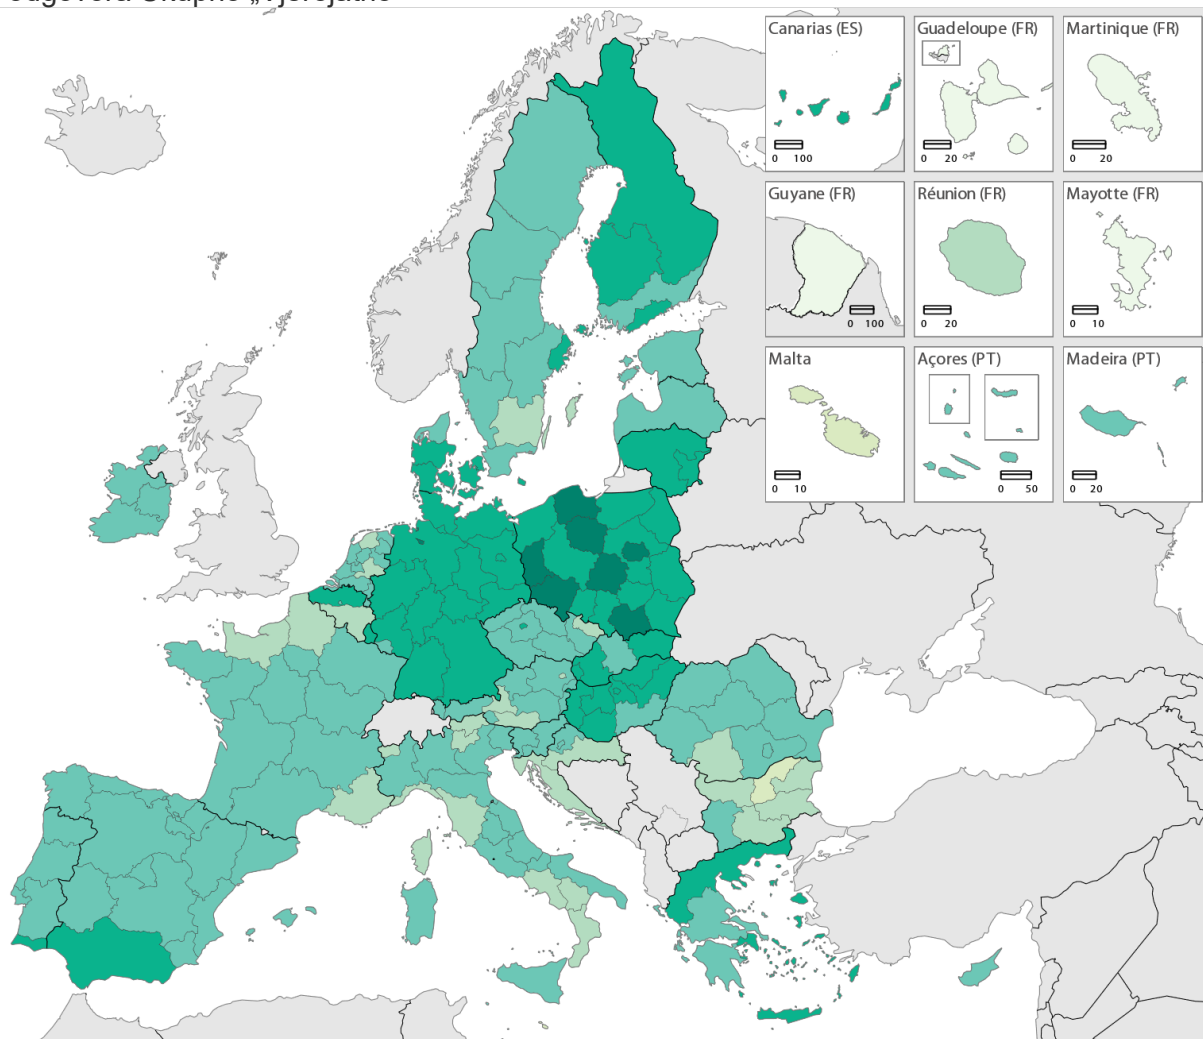 Canarias (ES)
0 100
Guadeloupe (FR)
0 20
Martinique (FR)
0 20
Guyane (FR)
0 100
Réunion (FR)
0 20
Mayotte (FR)
0 10
Malta
0 10
Açores (PT)
0 50
Madeira (PT)
0 20